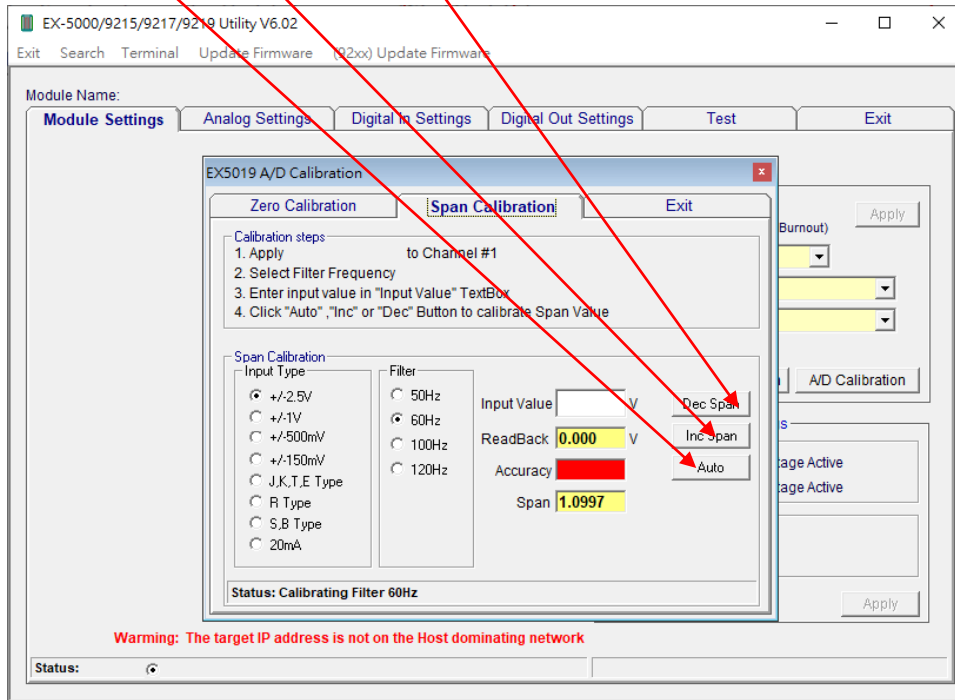 EX-5000/9215/9217/9219 Utility V6.02
Exit Search Terminal Update Firmware (92xx) Update Firmware
Module Name:
Module Settings Analog Settings Digital In Settings Digital Out Settings Test Exit
EX5019 A/D Calibration
Zero Calibration Span Calibration Exit
Burnout)
Apply
Calibration steps
1. Apply to Channel #1
2. Select Filter Frequency
3. Enter input value in "Input Value" TextBox
4. Click "Auto" ,"Inc" or "Dec" Button to calibrate Span Value
A/D Calibration
Span Calibration
Input Type
+/-2.5V
+/-1V
+/-500mV
+/-150mV
J,K,T,E Type
R Type
S,B Type
20mA
Filter
50Hz
60Hz
100Hz
120Hz
Input Value V Dec Span
ReadBack 0.000 V Inc Span
Accuracy Auto
Span 1.0997
s
tage Active
tage Active
Status: Calibrating Filter 60Hz
Apply
Warming: The target IP address is not on the Host dominating network
Status: